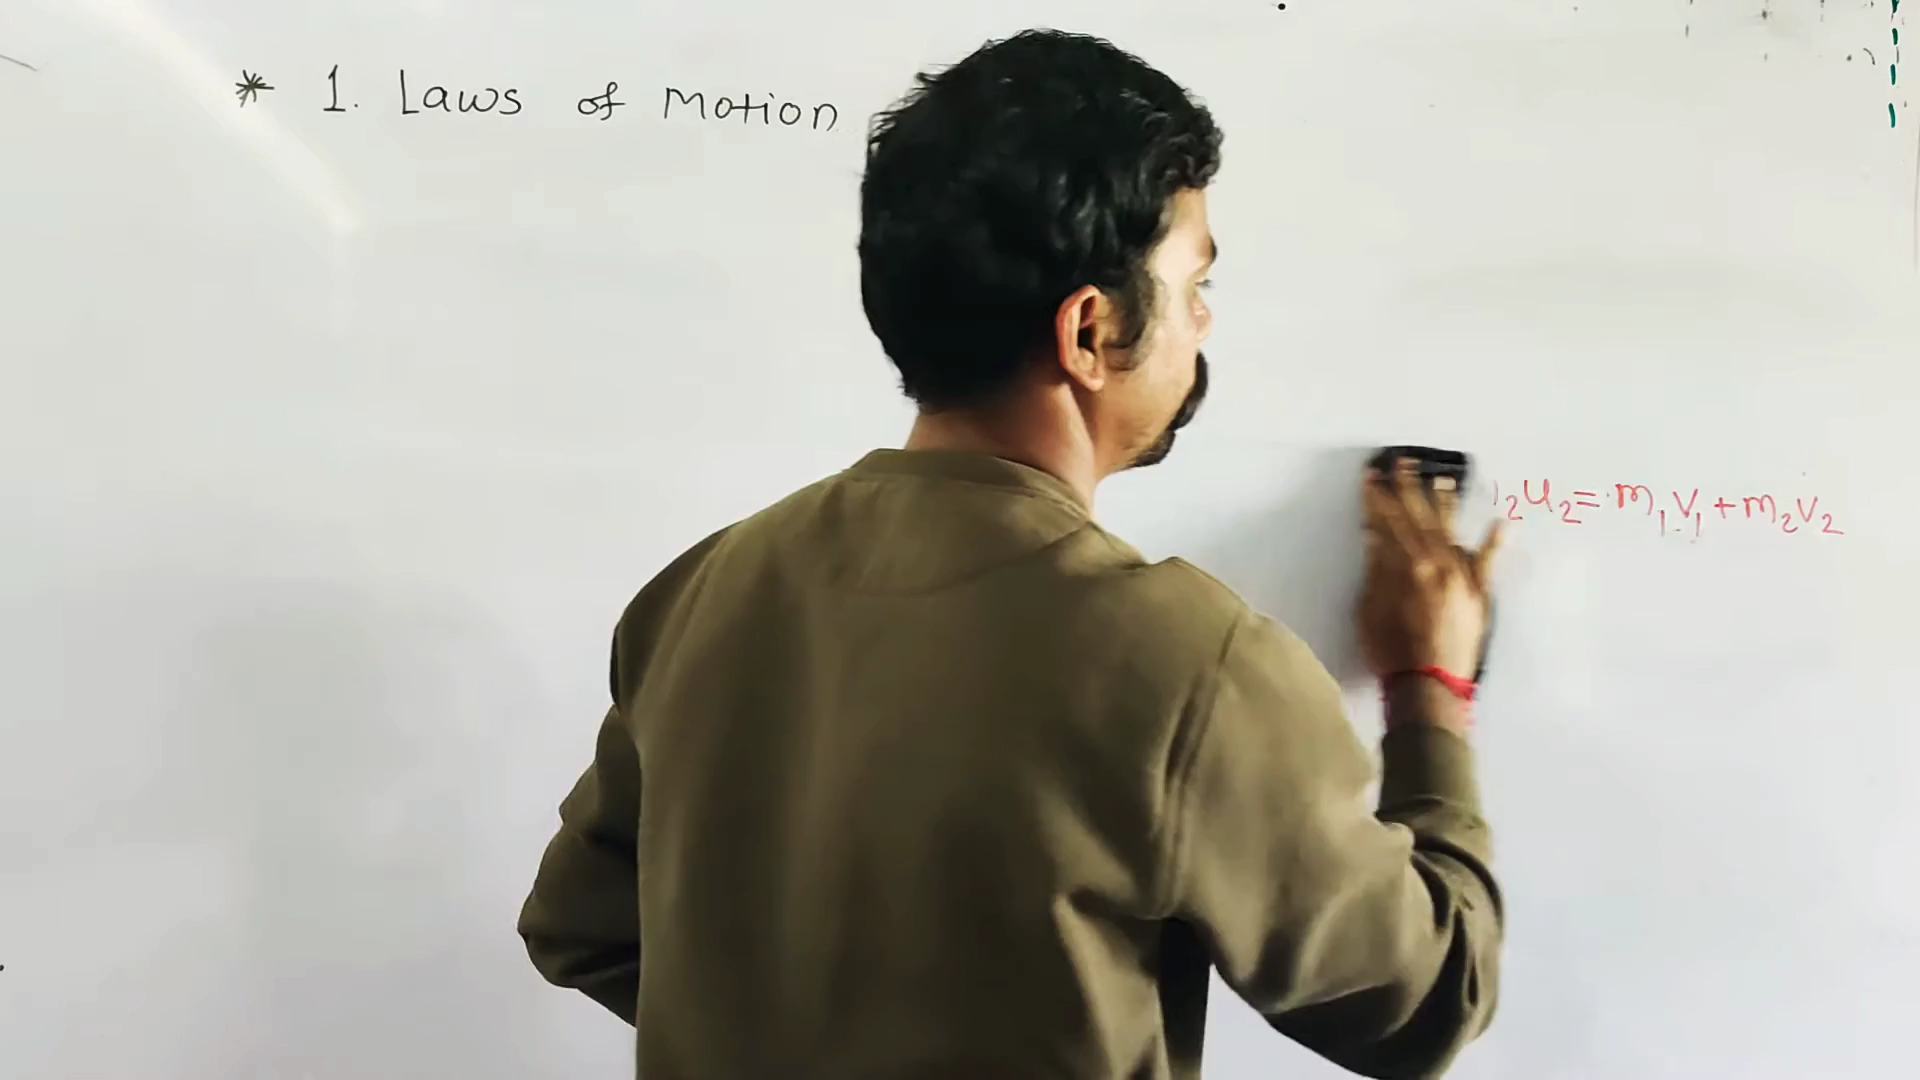 * 1. Laws of Motion
₂u₂ = m₁v₁ + m₂v₂